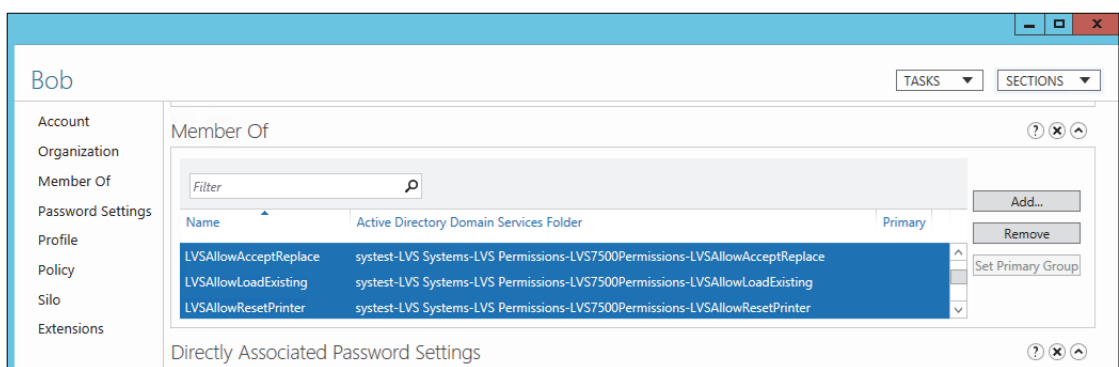 Bob
TASKS
SECTIONS
Account
Organization
Member Of
Password Settings
Profile
Policy
Silo
Extensions
Member Of
Filter
Name Active Directory Domain Services Folder Primary
LVSAllowAcceptReplace systest-LVS Systems-LVS Permissions-LVS7500Permissions-LVSAllowAcceptReplace
LVSAllowLoadExisting systest-LVS Systems-LVS Permissions-LVS7500Permissions-LVSAllowLoadExisting
LVSAllowResetPrinter systest-LVS Systems-LVS Permissions-LVS7500Permissions-LVSAllowResetPrinter
Add...
Remove
Set Primary Group
Directly Associated Password Settings